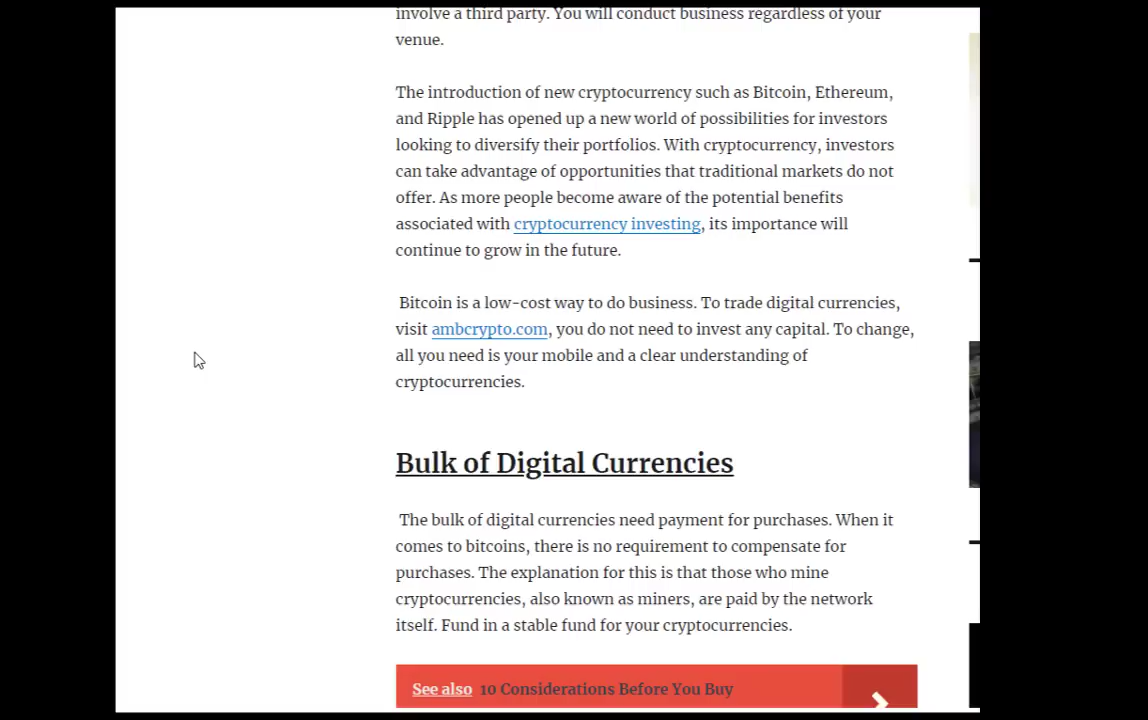 involve a third party. You will conduct business regardless of your
venue.
The introduction of new cryptocurrency such as Bitcoin, Ethereum,
and Ripple has opened up a new world of possibilities for investors
looking to diversify their portfolios. With cryptocurrency, investors
can take advantage of opportunities that traditional markets do not
offer. As more people become aware of the potential benefits
associated with cryptocurrency investing, its importance will
continue to grow in the future.
Bitcoin is a low-cost way to do business. To trade digital currencies,
visit ambcrypto.com, you do not need to invest any capital. To change,
all you need is your mobile and a clear understanding of
cryptocurrencies.
Bulk of Digital Currencies
The bulk of digital currencies need payment for purchases. When it
comes to bitcoins, there is no requirement to compensate for
purchases. The explanation for this is that those who mine
cryptocurrencies, also known as miners, are paid by the network
itself. Fund in a stable fund for your cryptocurrencies.
See also 10 Considerations Before You Buy